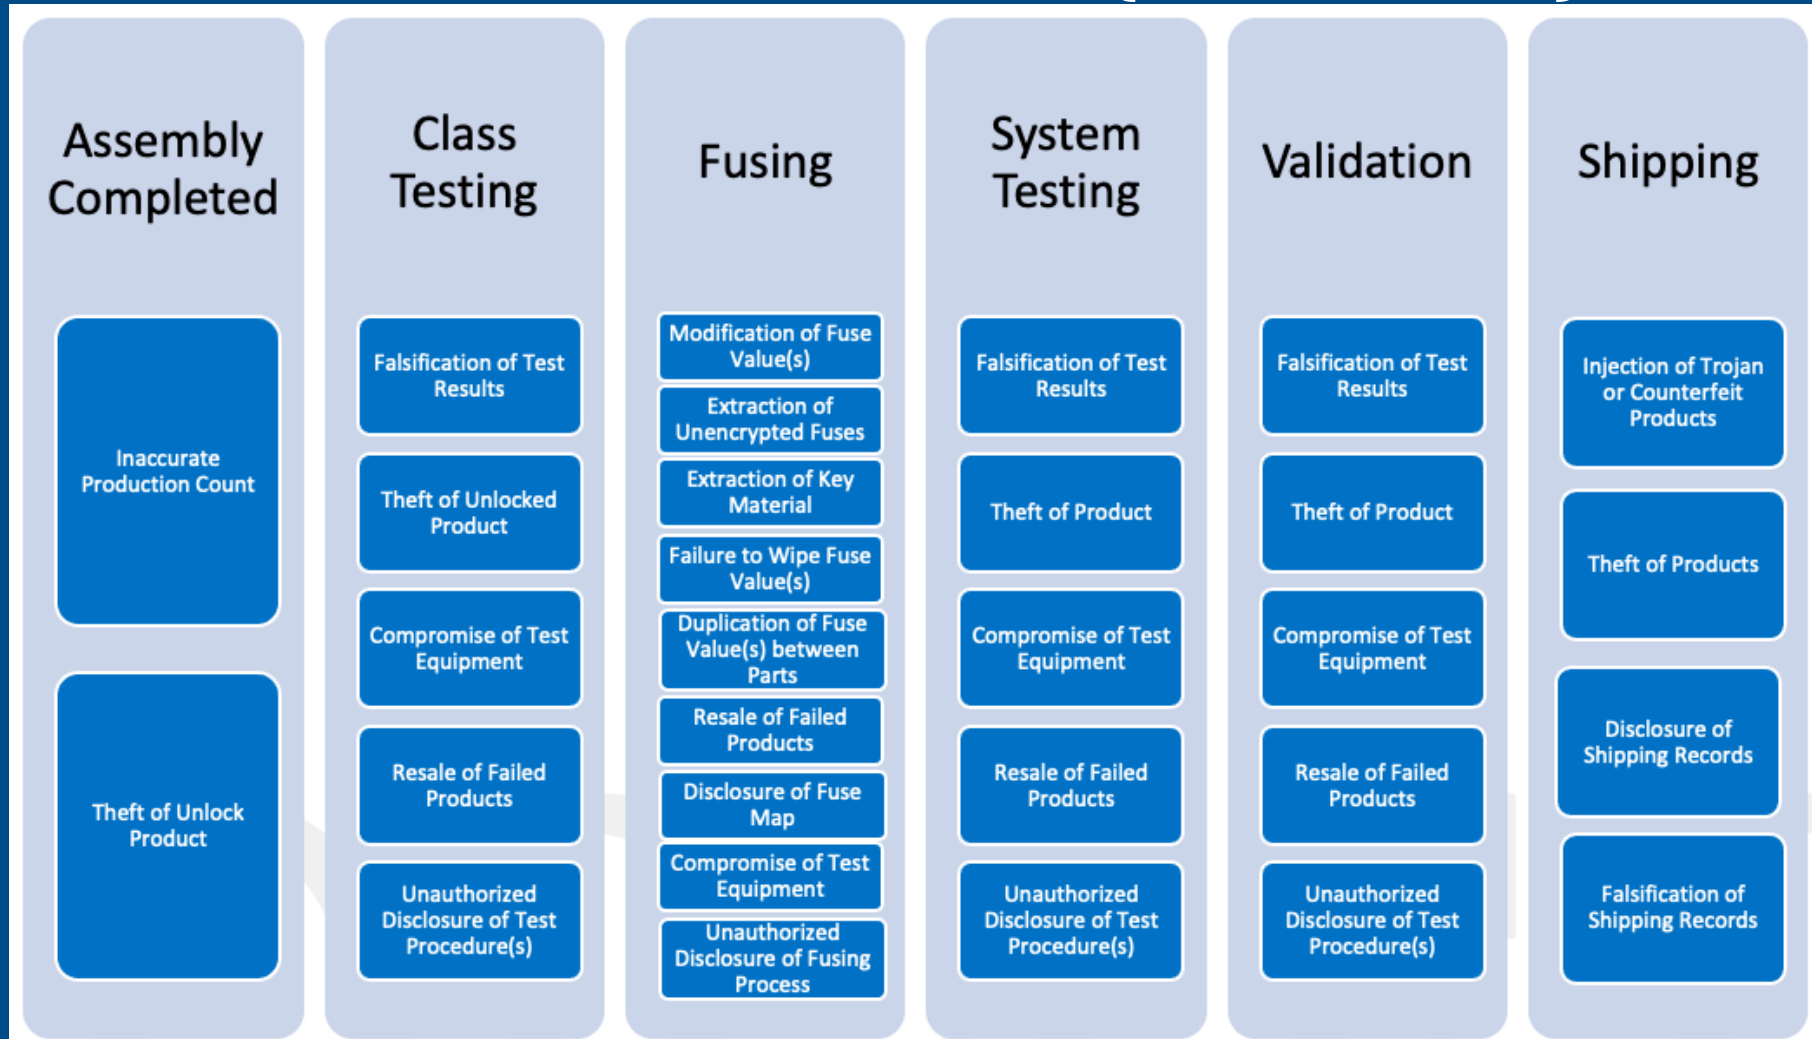 Assembly
Completed
Inaccurate
Production Count
Theft of Unlock
Product
Class
Testing
Falsification of Test
Results
Theft of Unlocked
Product
Compromise of Test
Equipment
Resale of Failed
Products
Unauthorized
Disclosure of Test
Procedure(s)
Fusing
Modification of Fuse
Value(s)
Extraction of
Unencrypted Fuses
Extraction of Key
Material
Failure to Wipe Fuse
Value(s)
Duplication of Fuse
Value(s) between
Parts
Resale of Failed
Products
Disclosure of Fuse
Map
Compromise of Test
Equipment
Unauthorized
Disclosure of Fusing
Process
System
Testing
Falsification of Test
Results
Theft of Product
Compromise of Test
Equipment
Resale of Failed
Products
Unauthorized
Disclosure of Test
Procedure(s)
Validation
Falsification of Test
Results
Theft of Product
Compromise of Test
Equipment
Resale of Failed
Products
Unauthorized
Disclosure of Test
Procedure(s)
Shipping
Injection of Trojan
or Counterfeit
Products
Theft of Products
Disclosure of
Shipping Records
Falsification of
Shipping Records